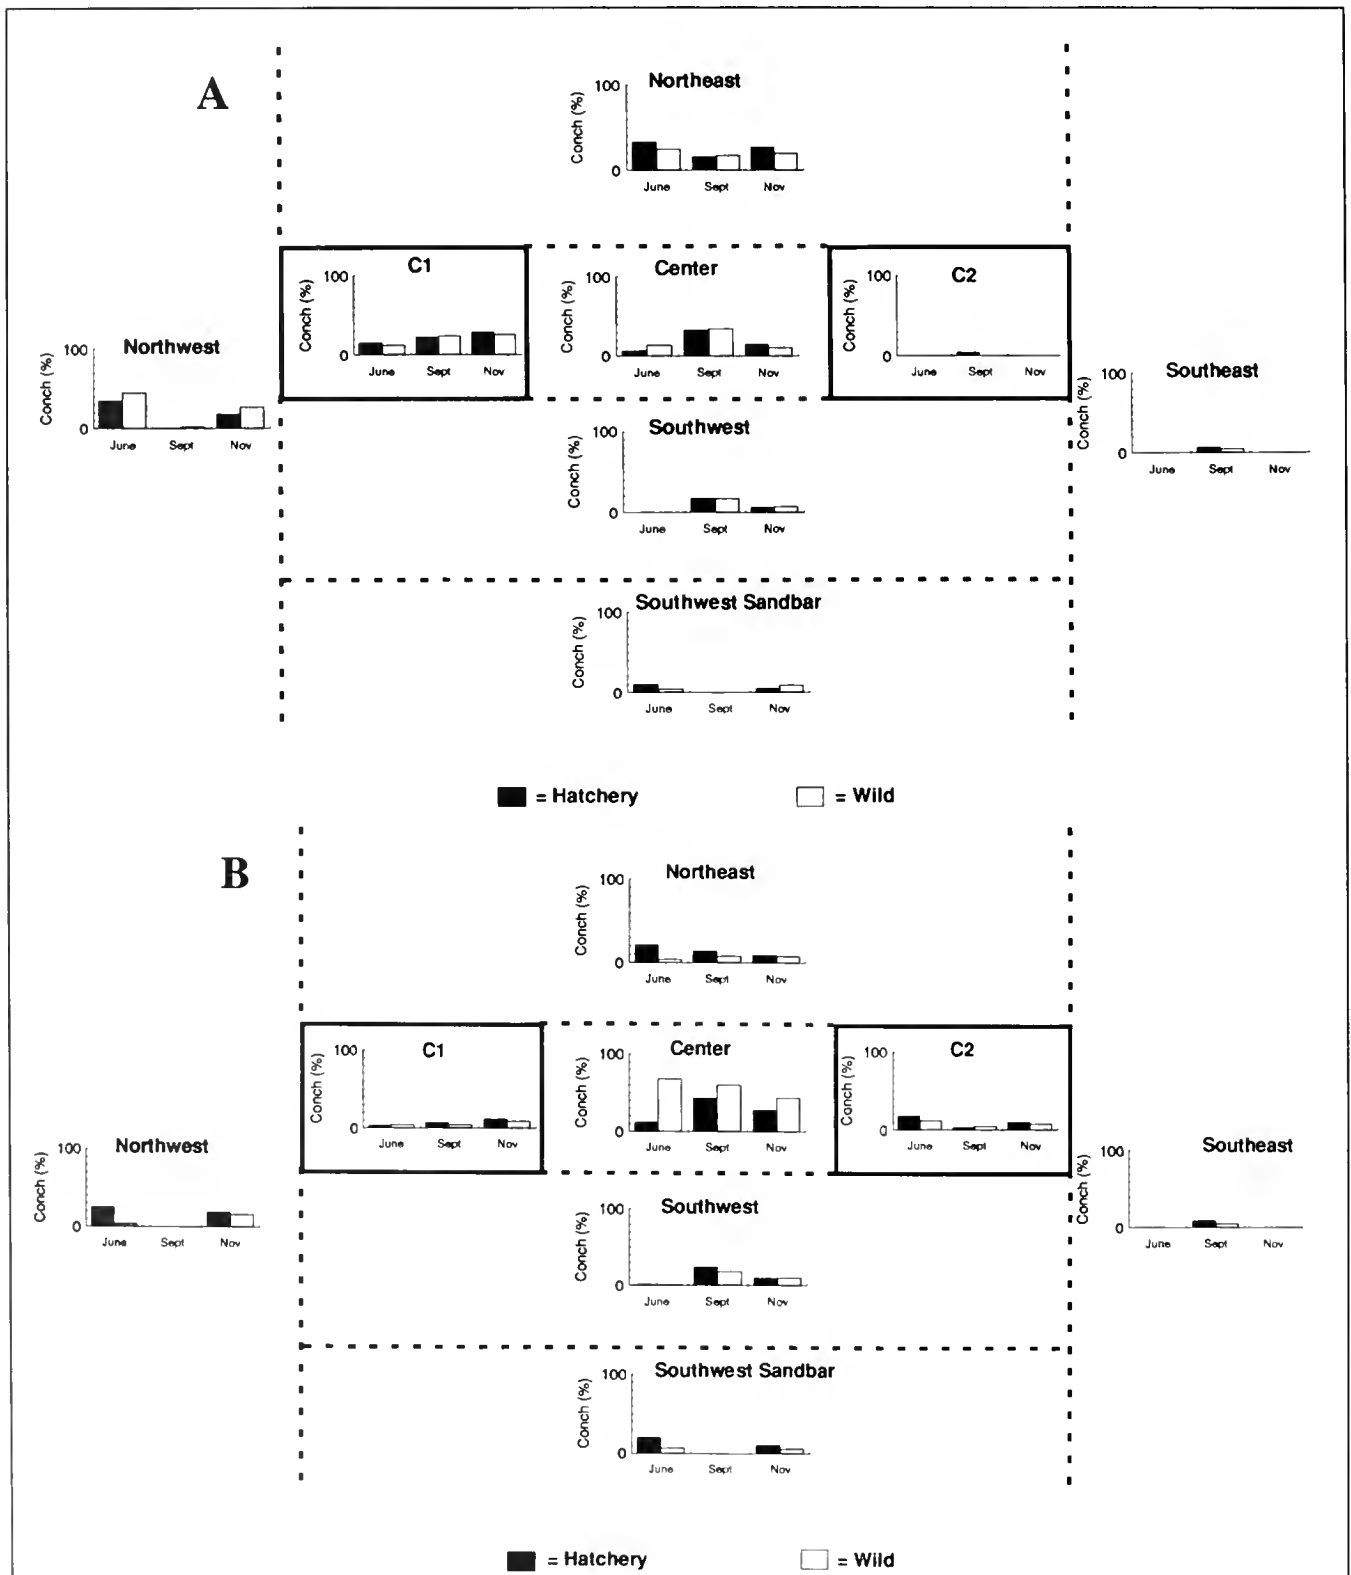 A
Northeast
100
Conch (%)
0
June Sept Nov
C1
100
Conch (%)
0
June Sept Nov
Center
100
Conch (%)
0
June Sept Nov
C2
100
Conch (%)
0
June Sept Nov
Northwest
100
Conch (%)
0
June Sept Nov
Southeast
100
Conch (%)
0
June Sept Nov
Southwest
100
Conch (%)
0
June Sept Nov
Southwest Sandbar
100
Conch (%)
0
June Sept Nov
= Hatchery = Wild
B
Northeast
100
Conch (%)
0
June Sept Nov
C1
100
Conch (%)
0
June Sept Nov
Center
100
Conch (%)
0
June Sept Nov
C2
100
Conch (%)
0
June Sept Nov
Northwest
100
Conch (%)
0
June Sept Nov
Southeast
100
Conch (%)
0
June Sept Nov
Southwest
100
Conch (%)
0
June Sept Nov
Southwest Sandbar
100
Conch (%)
0
June Sept Nov
= Hatchery = Wild